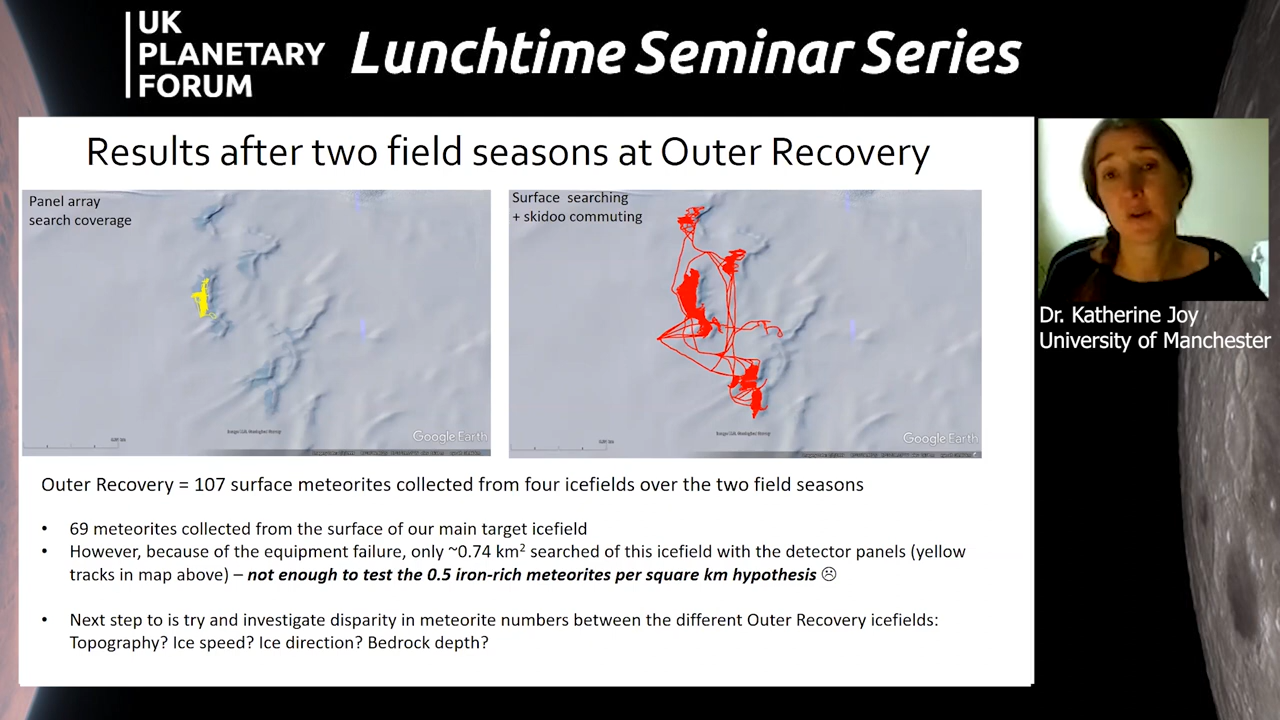 UK
PLANETARY
FORUM
Lunchtime Seminar Series
Results after two field seasons at Outer Recovery
Panel array
search coverage
Google Earth
Surface searching
+ skidoo commuting
Google Earth
Dr. Katherine Joy
University of Manchester
Outer Recovery = 107 surface meteorites collected from four icefields over the two field seasons
• 69 meteorites collected from the surface of our main target icefield
• However, because of the equipment failure, only ~0.74 km² searched of this icefield with the detector panels (yellow
tracks in map above) – not enough to test the 0.5 iron-rich meteorites per square km hypothesis ☹
• Next step to is try and investigate disparity in meteorite numbers between the different Outer Recovery icefields:
Topography? Ice speed? Ice direction? Bedrock depth?